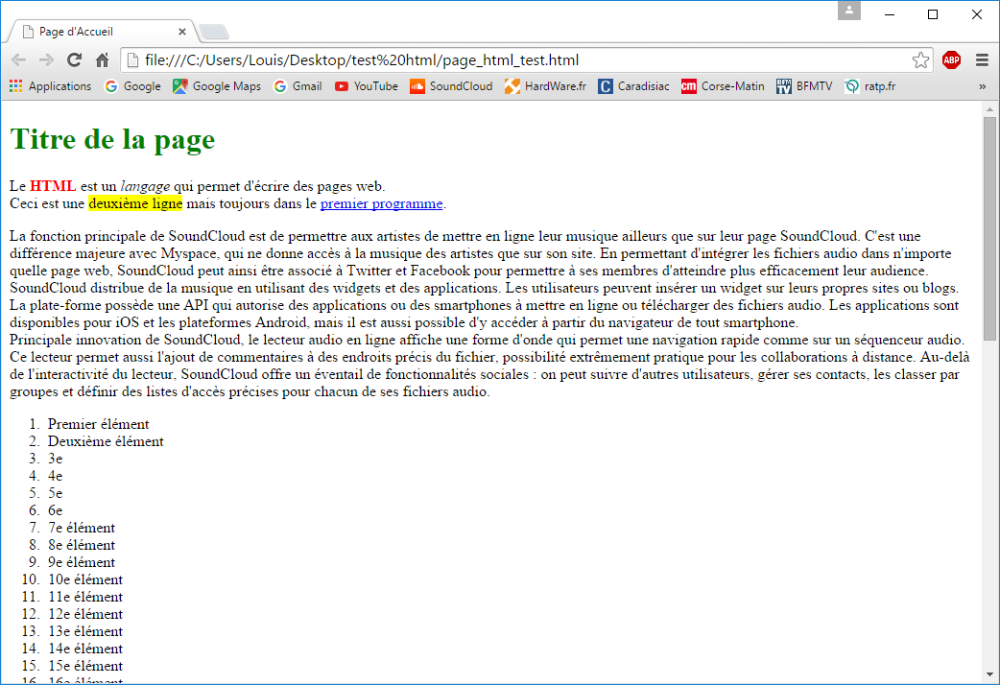 Page d'Accueil
file:///C:/Users/Louis/Desktop/test%20html/page_html_test.html
ABP
Applications Google Google Maps Gmail YouTube SoundCloud HardWare.fr C Caradisiac cm Corse-Matin BFM TV BFMTV ratp.fr »
Titre de la page
Le HTML est un langage qui permet d'écrire des pages web.
Ceci est une deuxième ligne mais toujours dans le premier programme.
La fonction principale de SoundCloud est de permettre aux artistes de mettre en ligne leur musique ailleurs que sur leur page SoundCloud. C'est une
différence majeure avec Myspace, qui ne donne accès à la musique des artistes que sur son site. En permettant d'intégrer les fichiers audio dans n'importe
quelle page web, SoundCloud peut ainsi être associé à Twitter et Facebook pour permettre à ses membres d'atteindre plus efficacement leur audience.
SoundCloud distribue de la musique en utilisant des widgets et des applications. Les utilisateurs peuvent insérer un widget sur leurs propres sites ou blogs.
La plate-forme possède une API qui autorise des applications ou des smartphones à mettre en ligne ou télécharger des fichiers audio. Les applications sont
disponibles pour iOS et les plateformes Android, mais il est aussi possible d'y accéder à partir du navigateur de tout smartphone.
Principale innovation de SoundCloud, le lecteur audio en ligne affiche une forme d'onde qui permet une navigation rapide comme sur un séquenceur audio.
Ce lecteur permet aussi l'ajout de commentaires à des endroits précis du fichier, possibilité extrêmement pratique pour les collaborations à distance. Au-delà
de l'interactivité du lecteur, SoundCloud offre un éventail de fonctionnalités sociales : on peut suivre d'autres utilisateurs, gérer ses contacts, les classer par
groupes et définir des listes d'accès précises pour chacun de ses fichiers audio.
1. Premier élément
2. Deuxième élément
3. 3e
4. 4e
5. 5e
6. 6e
7. 7e élément
8. 8e élément
9. 9e élément
10. 10e élément
11. 11e élément
12. 12e élément
13. 13e élément
14. 14e élément
15. 15e élément
16. 16e élément